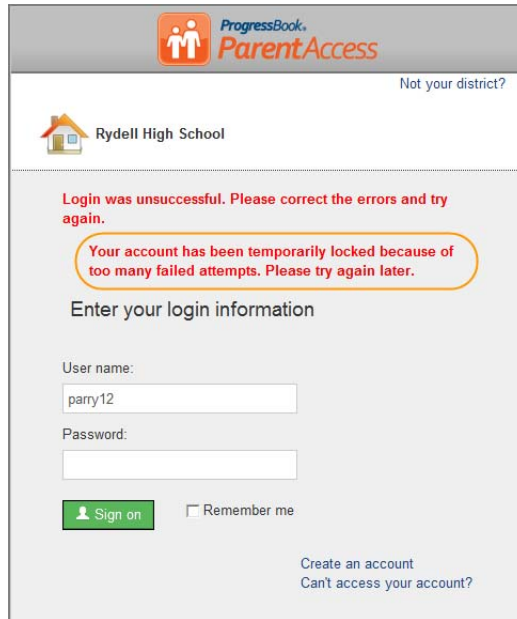 ProgressBook.
ParentAccess
Not your district?
Rydell High School
Login was unsuccessful. Please correct the errors and try
again.
Your account has been temporarily locked because of
too many failed attempts. Please try again later.
Enter your login information
User name:
parry12
Password:
Sign on
Remember me
Create an account
Can't access your account?